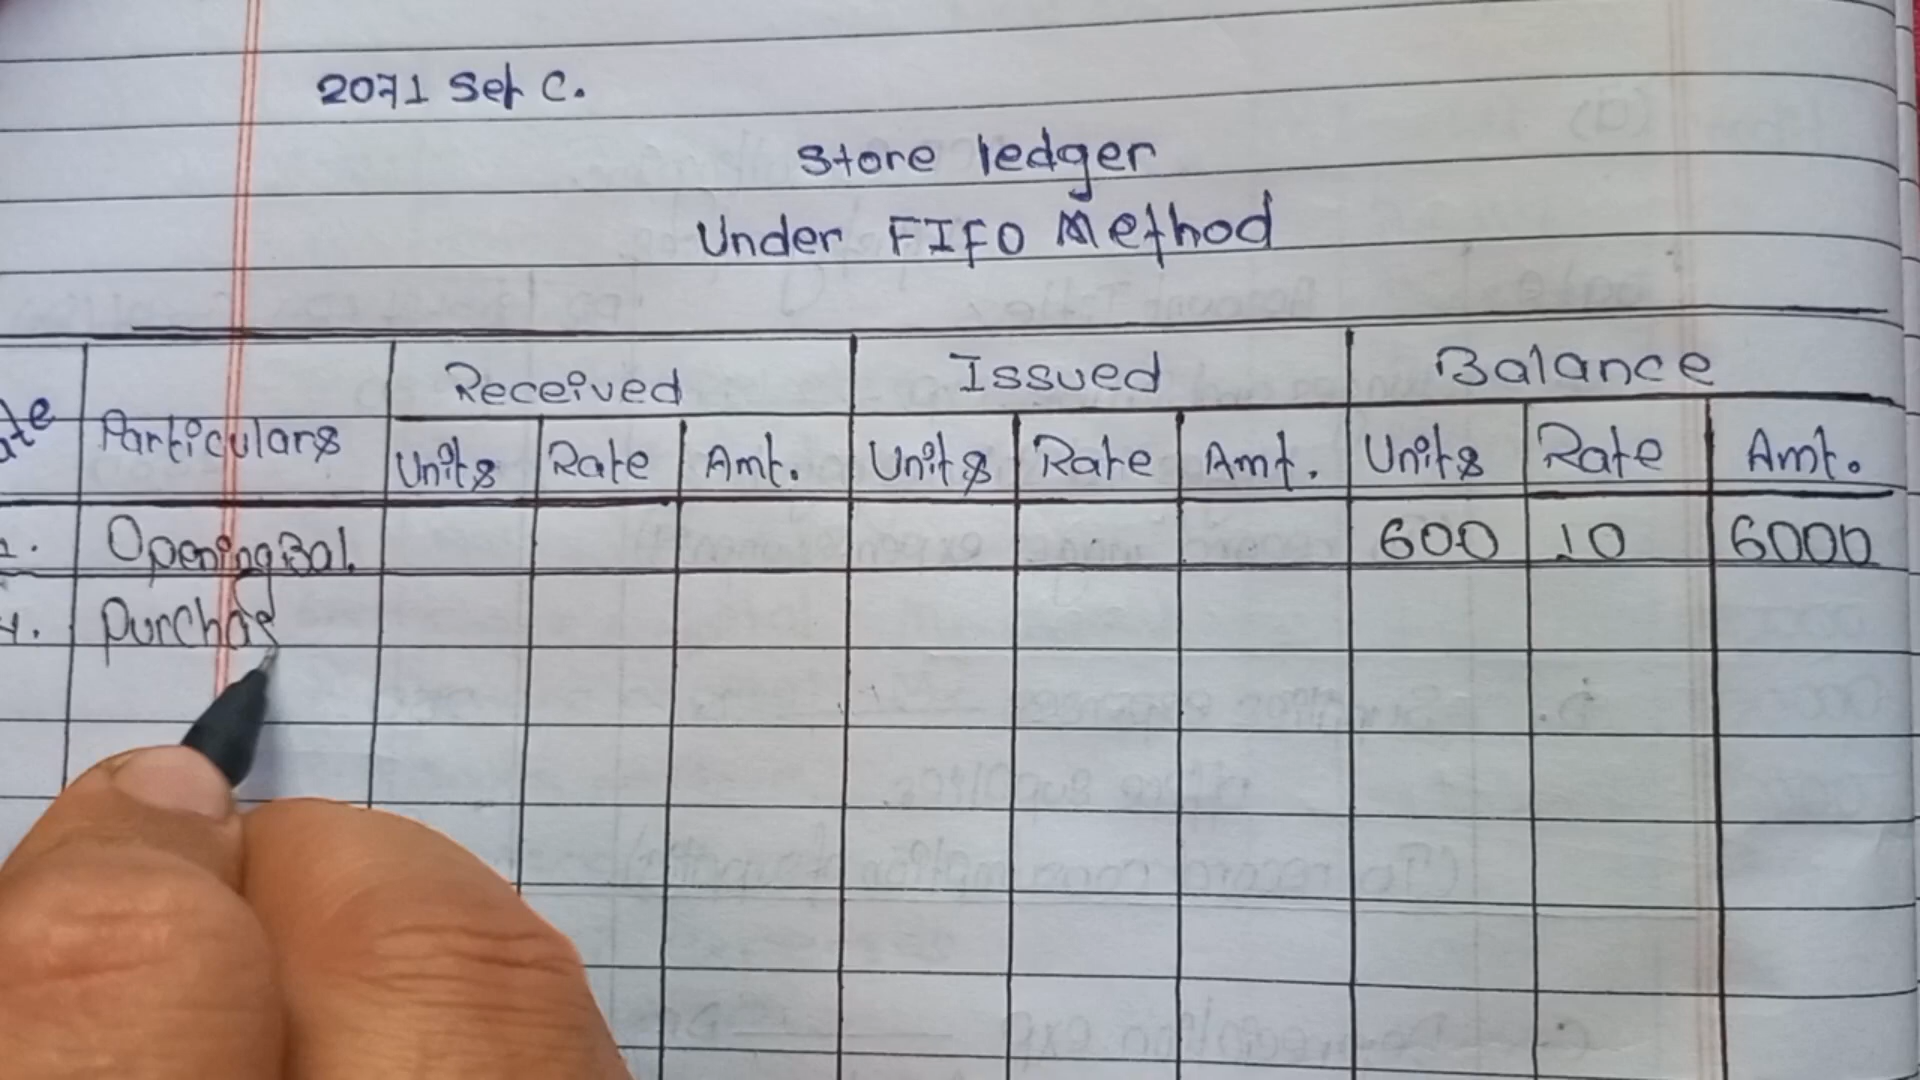 2071 Set C.
Store ledger
Under FIFO Method
Particulars Received Issued Balance
Units Rate Amt. Units Rate Amt. Units Rate Amt.
Opening Bal. 600 10 6000
Purchas